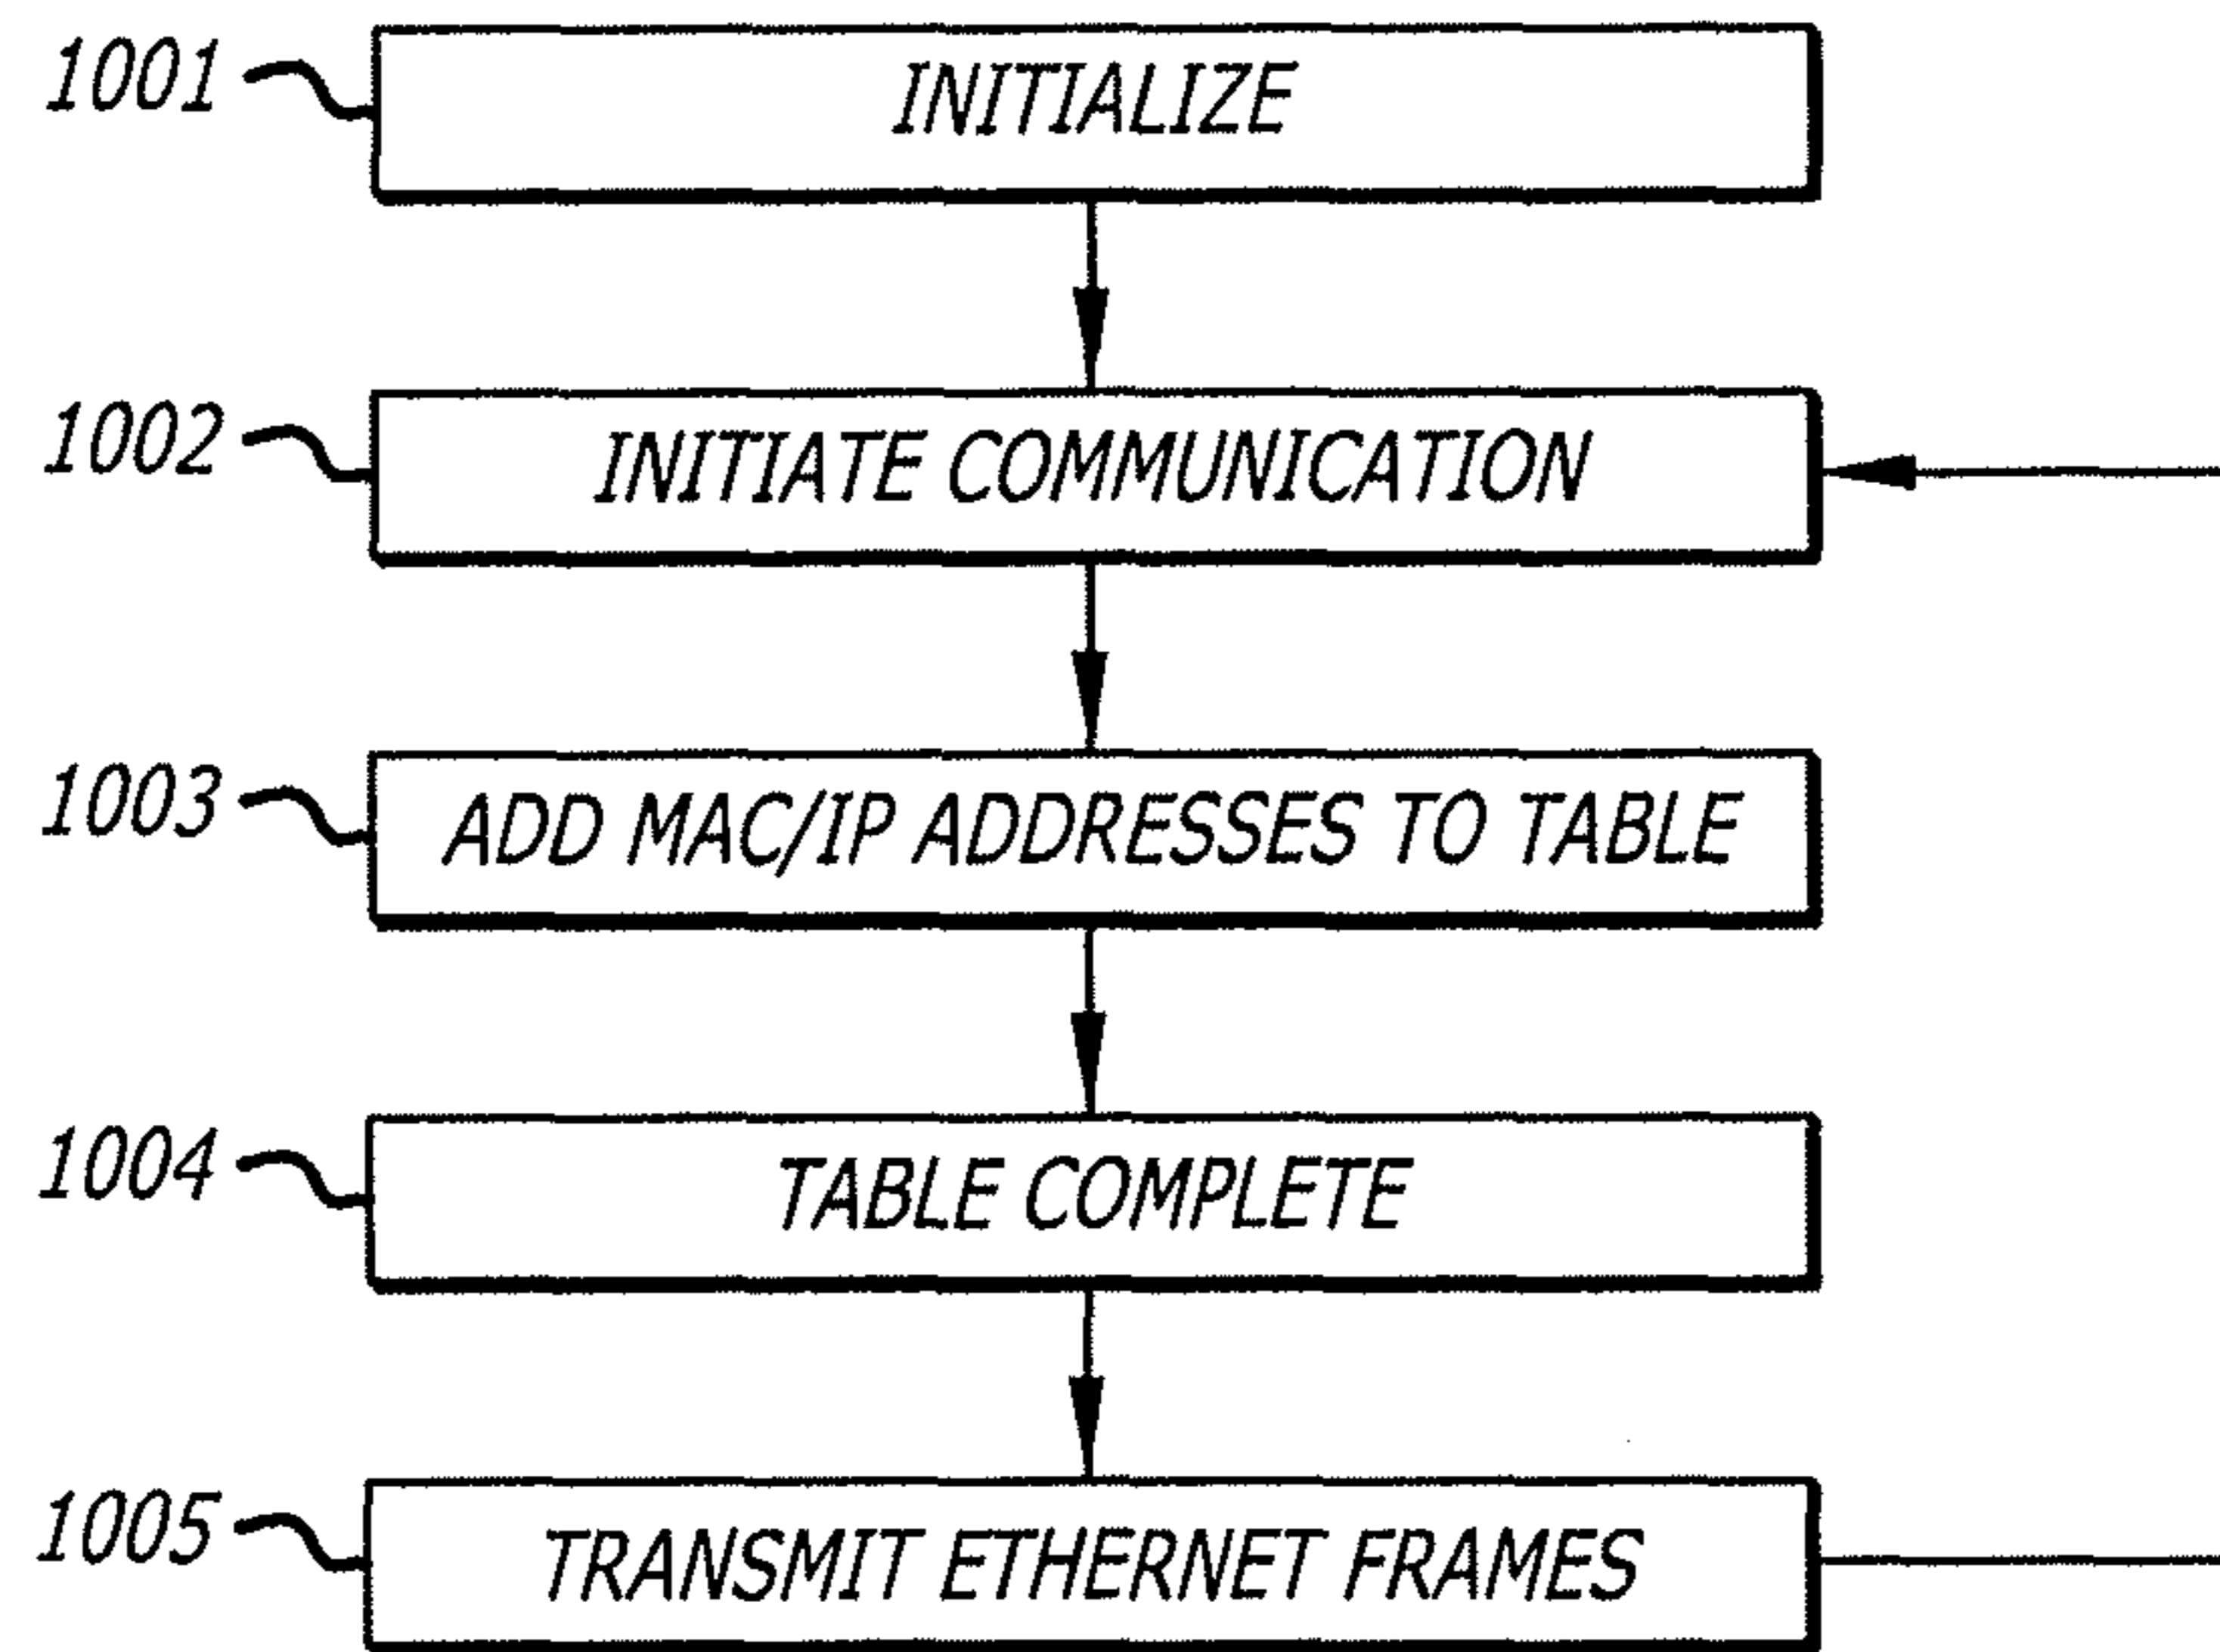 1001
INITIALIZE
1002
INITIATE COMMUNICATION
1003
ADD MAC/IP ADDRESSES TO TABLE
1004
TABLE COMPLETE
1005
TRANSMIT ETHERNET FRAMES